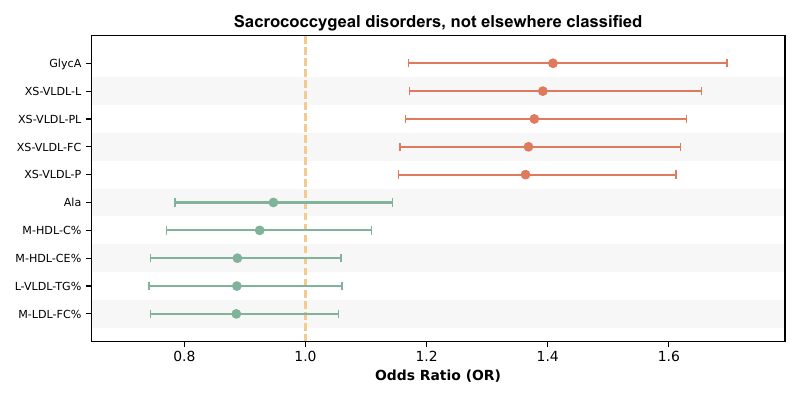 Sacrococcygeal disorders, not elsewhere classified
GlycA
XS-VLDL-L
XS-VLDL-PL
XS-VLDL-FC
XS-VLDL-P
Ala
M-HDL-C%
M-HDL-CE%
L-VLDL-TG%
M-LDL-FC%
0.8 1.0 1.2 1.4 1.6
Odds Ratio (OR)